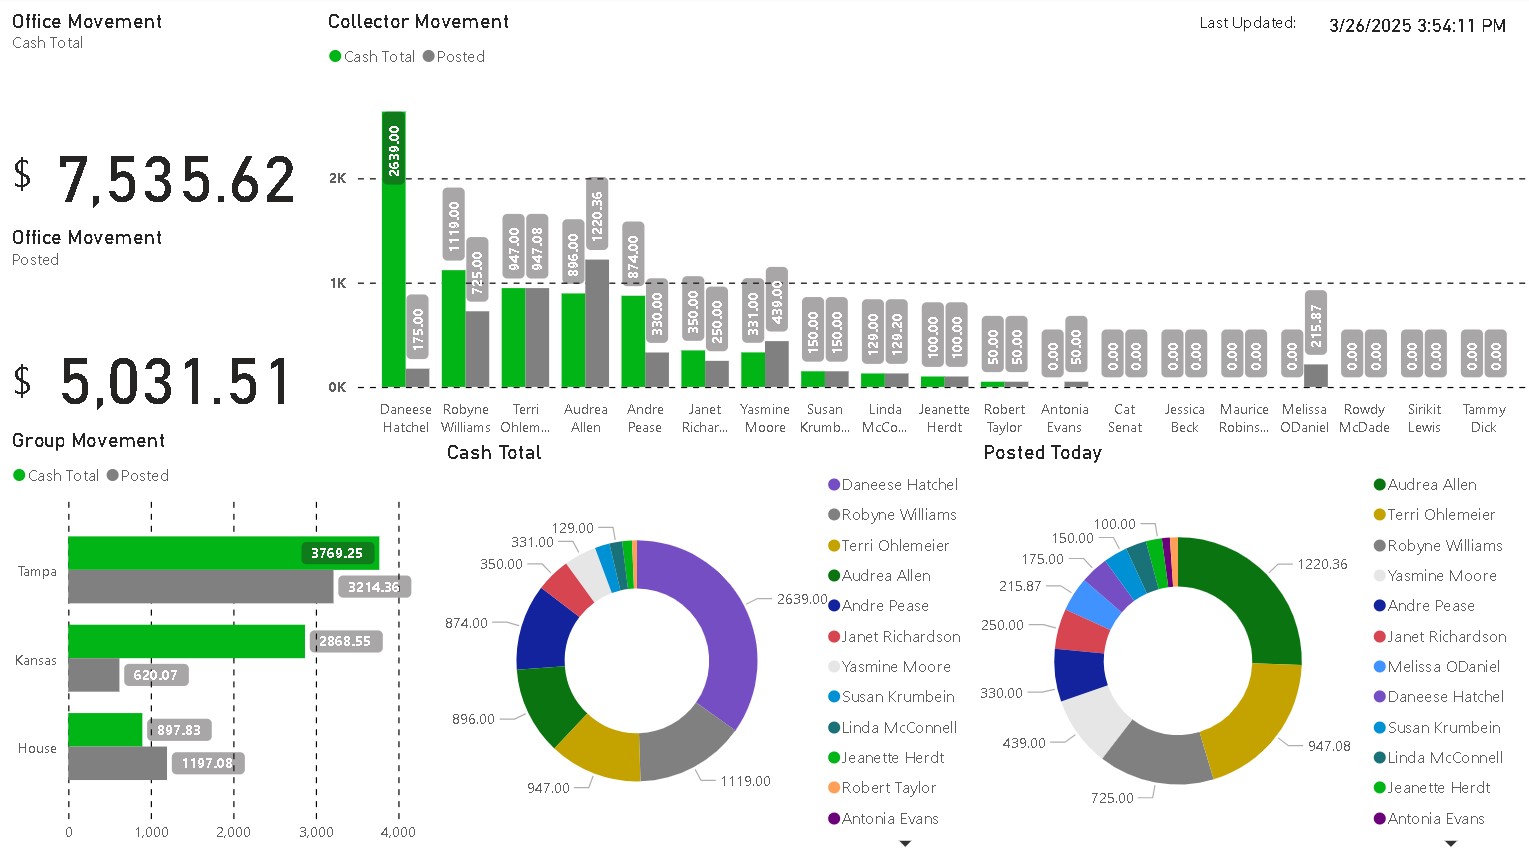 Office Movement
Cash Total
$ 7,535.62
Office Movement
Posted
$ 5,031.51
Collector Movement
Cash Total Posted
Last Updated: 3/26/2025 3:54:11 PM
2K
1K
0K
2639.00 175.00
1119.00 725.00
947.00 947.08
896.00 1220.36
874.00 330.00
350.00 250.00
331.00 439.00
150.00 150.00
129.00 129.20
100.00 100.00
50.00 50.00
0.00 50.00
0.00 0.00
0.00 0.00
0.00 0.00
0.00 215.87
0.00 0.00
0.00 0.00
0.00 0.00
Daneese
Hatchel
Robyne
Williams
Terri
Ohlem...
Audrea
Allen
Andre
Pease
Janet
Richar...
Yasmine
Moore
Susan
Krumb...
Linda
McCo...
Jeanette
Herdt
Robert
Taylor
Antonia
Evans
Cat
Senat
Jessica
Beck
Maurice
Robins...
Melissa
ODaniel
Rowdy
McDade
Sirikit
Lewis
Tammy
Dick
Group Movement
Cash Total Posted
Tampa
3769.25
3214.36
Kansas
2868.55
620.07
House
897.83
1197.08
0 1,000 2,000 3,000 4,000
Cash Total
129.00
331.00
350.00
874.00
896.00
947.00
1119.00
2639.00
Daneese Hatchel
Robyne Williams
Terri Ohlemeier
Audrea Allen
Andre Pease
Janet Richardson
Yasmine Moore
Susan Krumbein
Linda McConnell
Jeanette Herdt
Robert Taylor
Antonia Evans
Posted Today
100.00
150.00
175.00
215.87
250.00
330.00
439.00
725.00
947.08
1220.36
Audrea Allen
Terri Ohlemeier
Robyne Williams
Yasmine Moore
Andre Pease
Janet Richardson
Melissa ODaniel
Daneese Hatchel
Susan Krumbein
Linda McConnell
Jeanette Herdt
Antonia Evans